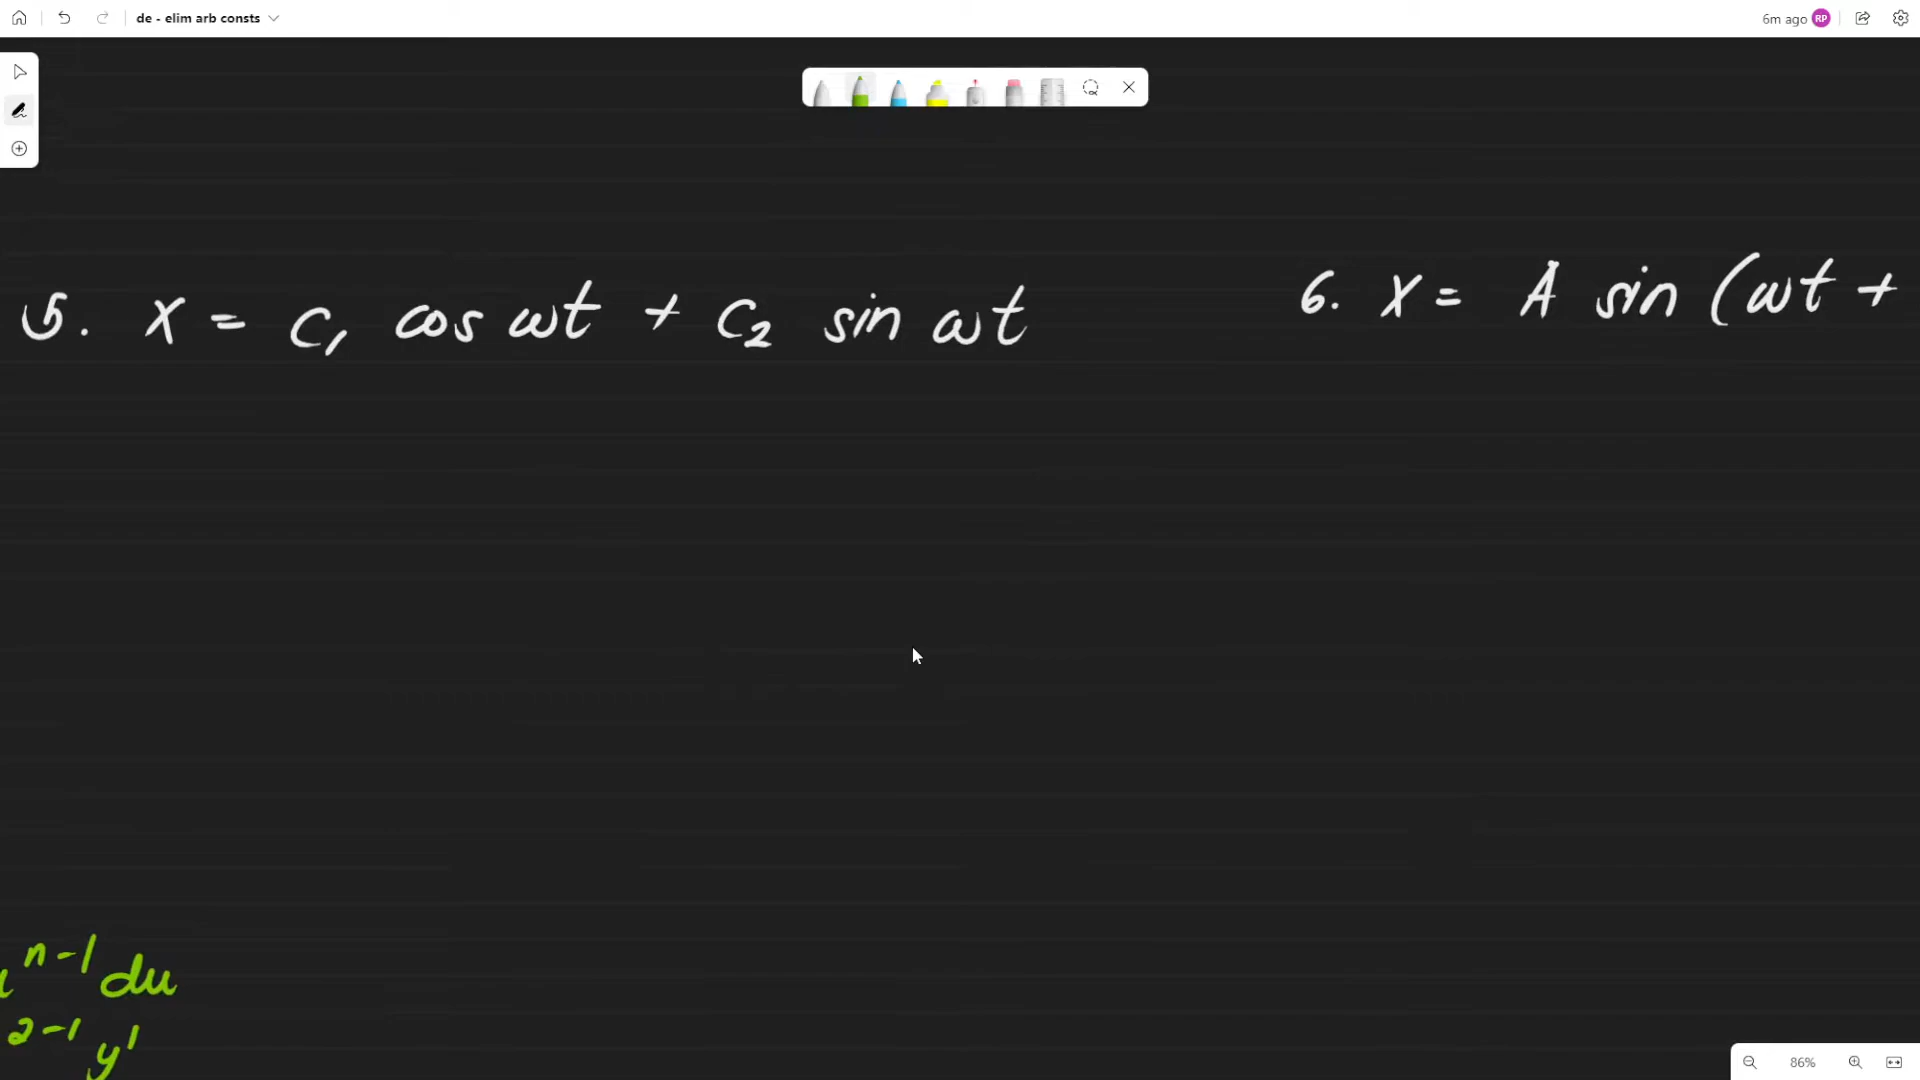 de - elim arb consts
6m ago RP
5. x = c₁ cos ωt + c₂ sin ωt
6. x = A sin (ωt +
n-1 du
2-1 y'
86%